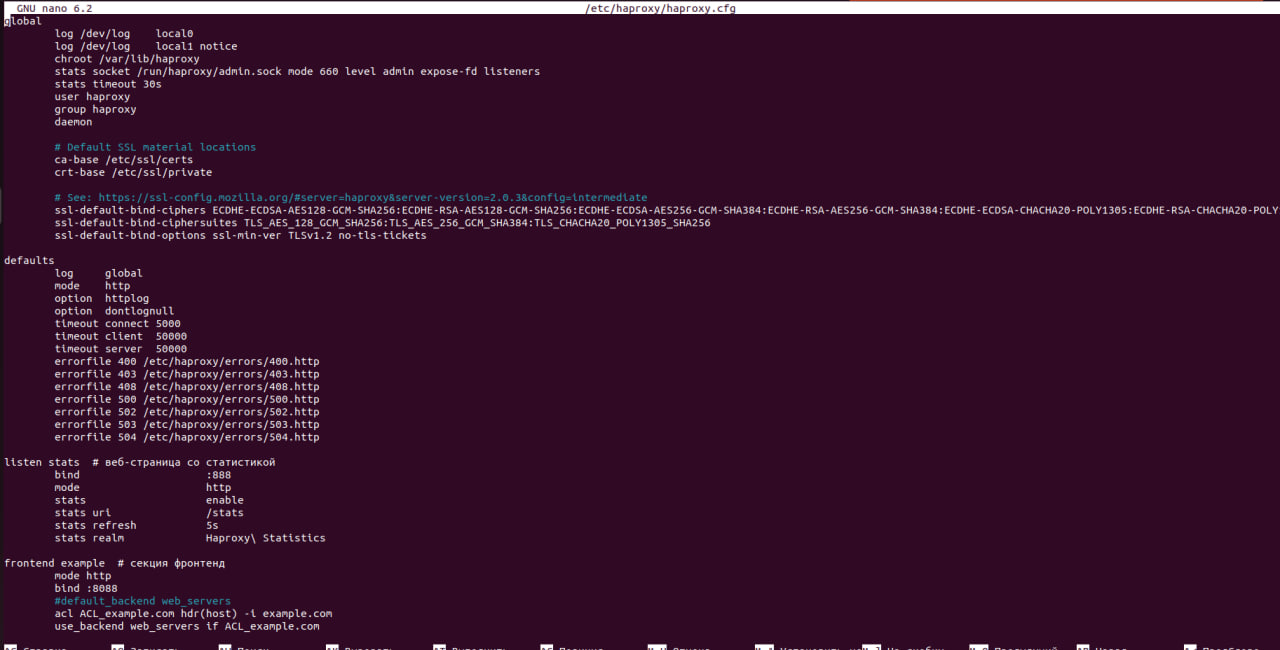 GNU nano 6.2 /etc/haproxy/haproxy.cfg
global
log /dev/log local0
log /dev/log local1 notice
chroot /var/lib/haproxy
stats socket /run/haproxy/admin.sock mode 660 level admin expose-fd listeners
stats timeout 30s
user haproxy
group haproxy
daemon
# Default SSL material locations
ca-base /etc/ssl/certs
crt-base /etc/ssl/private
# See: https://ssl-config.mozilla.org/#server=haproxy&server-version=2.0.3&config=intermediate
ssl-default-bind-ciphers ECDHE-ECDSA-AES128-GCM-SHA256:ECDHE-RSA-AES128-GCM-SHA256:ECDHE-ECDSA-AES256-GCM-SHA384:ECDHE-RSA-AES256-GCM-SHA384:ECDHE-ECDSA-CHACHA20-POLY1305:ECDHE-RSA-CHACHA20-POLY
ssl-default-bind-ciphersuites TLS_AES_128_GCM_SHA256:TLS_AES_256_GCM_SHA384:TLS_CHACHA20_POLY1305_SHA256
ssl-default-bind-options ssl-min-ver TLSv1.2 no-tls-tickets
defaults
log global
mode http
option httplog
option dontlognull
timeout connect 5000
timeout client 50000
timeout server 50000
errorfile 400 /etc/haproxy/errors/400.http
errorfile 403 /etc/haproxy/errors/403.http
errorfile 408 /etc/haproxy/errors/408.http
errorfile 500 /etc/haproxy/errors/500.http
errorfile 502 /etc/haproxy/errors/502.http
errorfile 503 /etc/haproxy/errors/503.http
errorfile 504 /etc/haproxy/errors/504.http
listen stats # веб-страница со статистикой
bind :888
mode http
stats enable
stats uri /stats
stats refresh 5s
stats realm Haproxy\ Statistics
frontend example # секция фронтенд
mode http
bind :8088
#default_backend web_servers
acl ACL_example.com hdr(host) -i example.com
use_backend web_servers if ACL_example.com